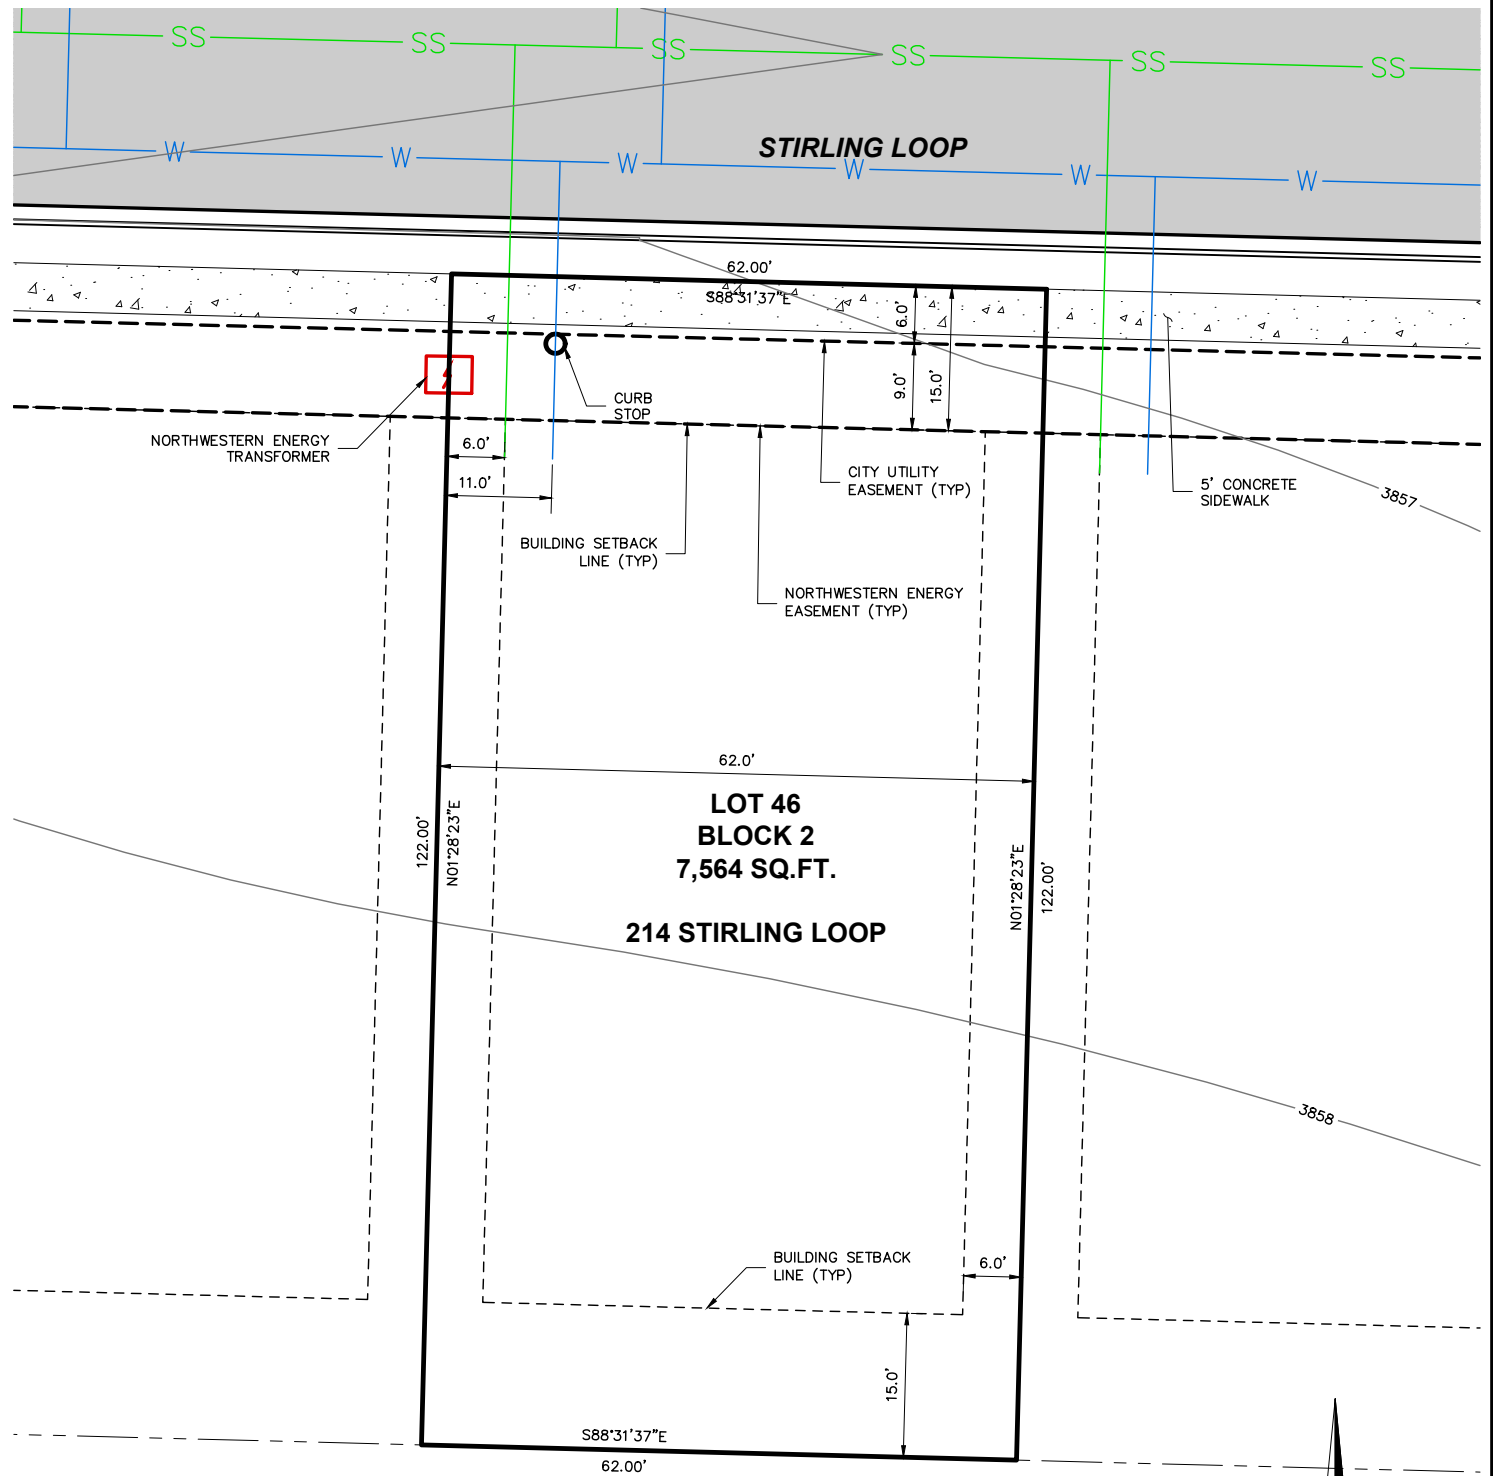 SS SS SS SS SS SS
STIRLING LOOP
W W W W W W
62.00'
S88°31'37"E
6.0'
9.0'
15.0'
CURB
STOP
NORTHWESTERN ENERGY
TRANSFORMER
6.0'
11.0'
CITY UTILITY
EASEMENT (TYP)
5' CONCRETE
SIDEWALK
3857
BUILDING SETBACK
LINE (TYP)
NORTHWESTERN ENERGY
EASEMENT (TYP)
62.0'
LOT 46
BLOCK 2
7,564 SQ.FT.
214 STIRLING LOOP
122.00'
N01°28'23"E
N01°28'23"E
122.00'
3858
BUILDING SETBACK
LINE (TYP)
6.0'
15.0'
S88°31'37"E
62.00'